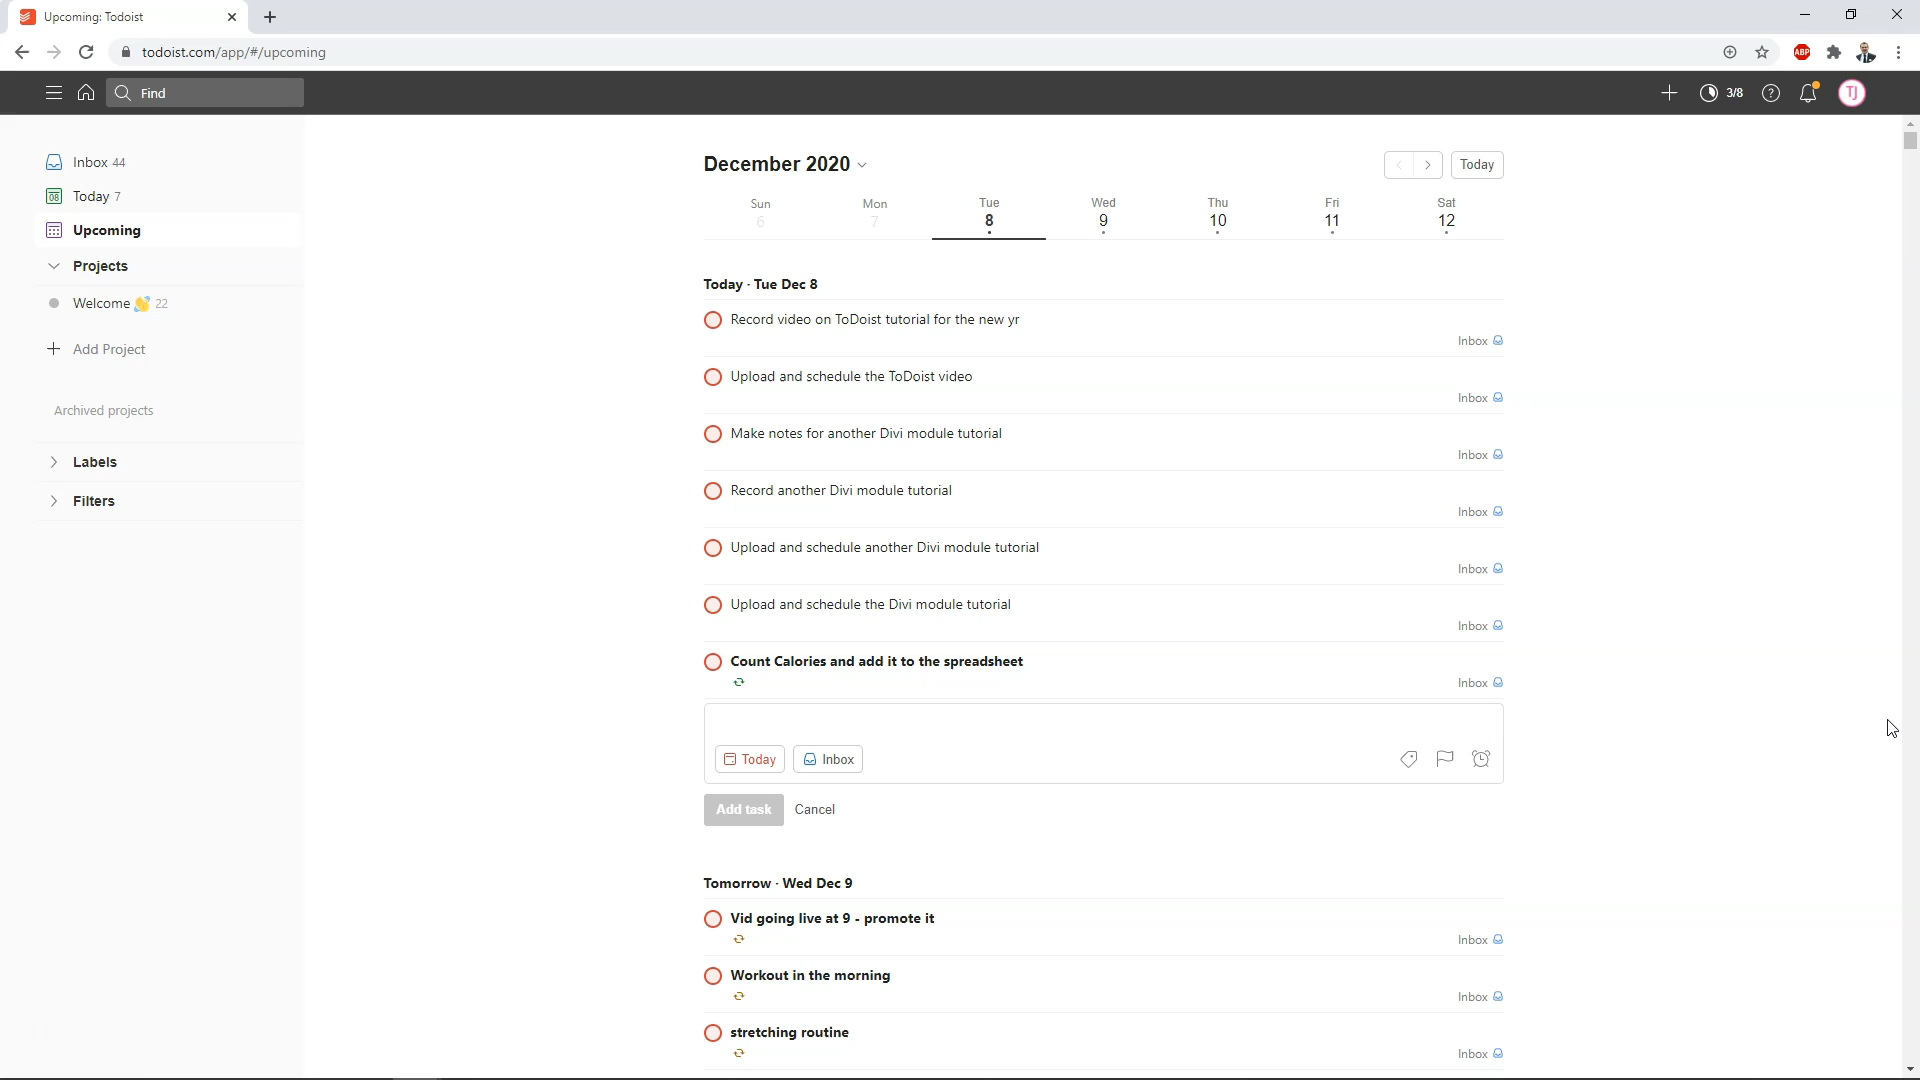 Upcoming: Todoist
todoist.com/app/#/upcoming
ABP
Find
3/8
TJ
Inbox 44
08 Today 7
Upcoming
Projects
Welcome 👋 22
Add Project
Archived projects
Labels
Filters
December 2020
Today
Sun Mon Tue Wed Thu Fri Sat
6 7 8 9 10 11 12
Today · Tue Dec 8
Record video on ToDoist tutorial for the new yr
Inbox
Upload and schedule the ToDoist video
Inbox
Make notes for another Divi module tutorial
Inbox
Record another Divi module tutorial
Inbox
Upload and schedule another Divi module tutorial
Inbox
Upload and schedule the Divi module tutorial
Inbox
Count Calories and add it to the spreadsheet
Inbox
Today Inbox
Add task Cancel
Tomorrow · Wed Dec 9
Vid going live at 9 - promote it
Inbox
Workout in the morning
Inbox
stretching routine
Inbox